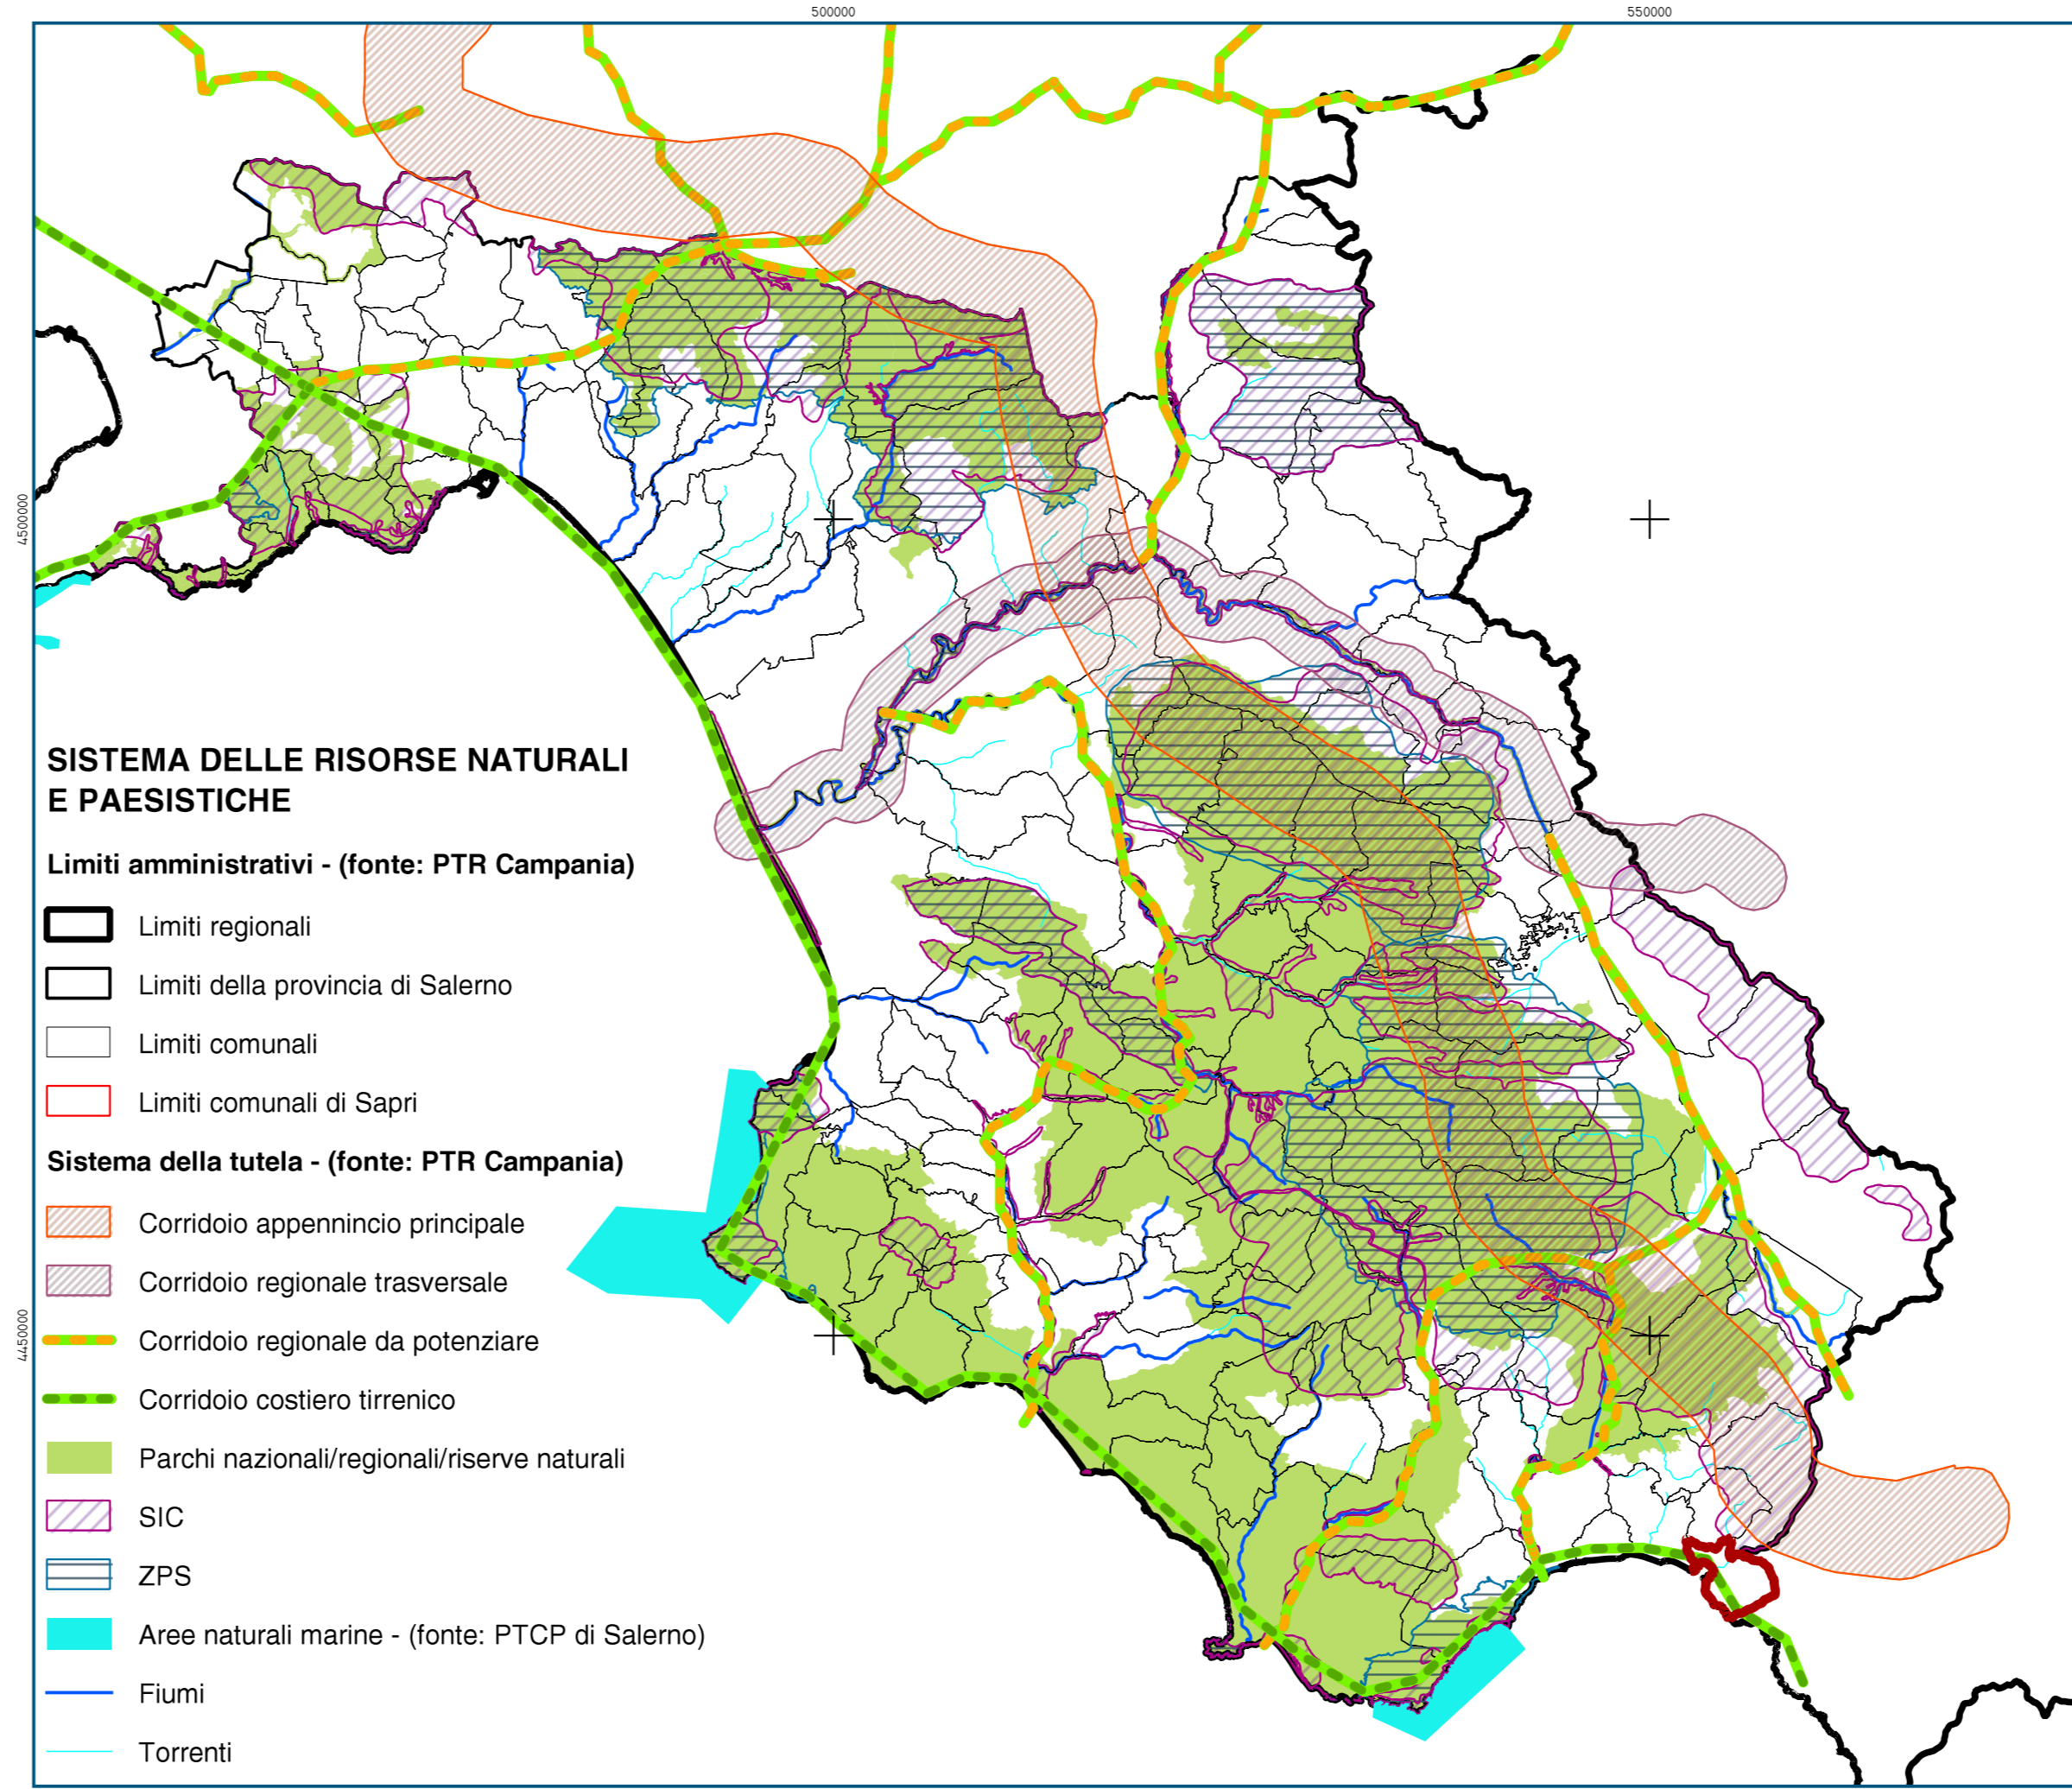 500000
550000
4500000
4450000
SISTEMA DELLE RISORSE NATURALI
E PAESISTICHE
Limiti amministrativi - (fonte: PTR Campania)
Limiti regionali
Limiti della provincia di Salerno
Limiti comunali
Limiti comunali di Sapri
Sistema della tutela - (fonte: PTR Campania)
Corridoio appennincio principale
Corridoio regionale trasversale
Corridoio regionale da potenziare
Corridoio costiero tirrenico
Parchi nazionali/regionali/riserve naturali
SIC
ZPS
Aree naturali marine - (fonte: PTCP di Salerno)
Fiumi
Torrenti